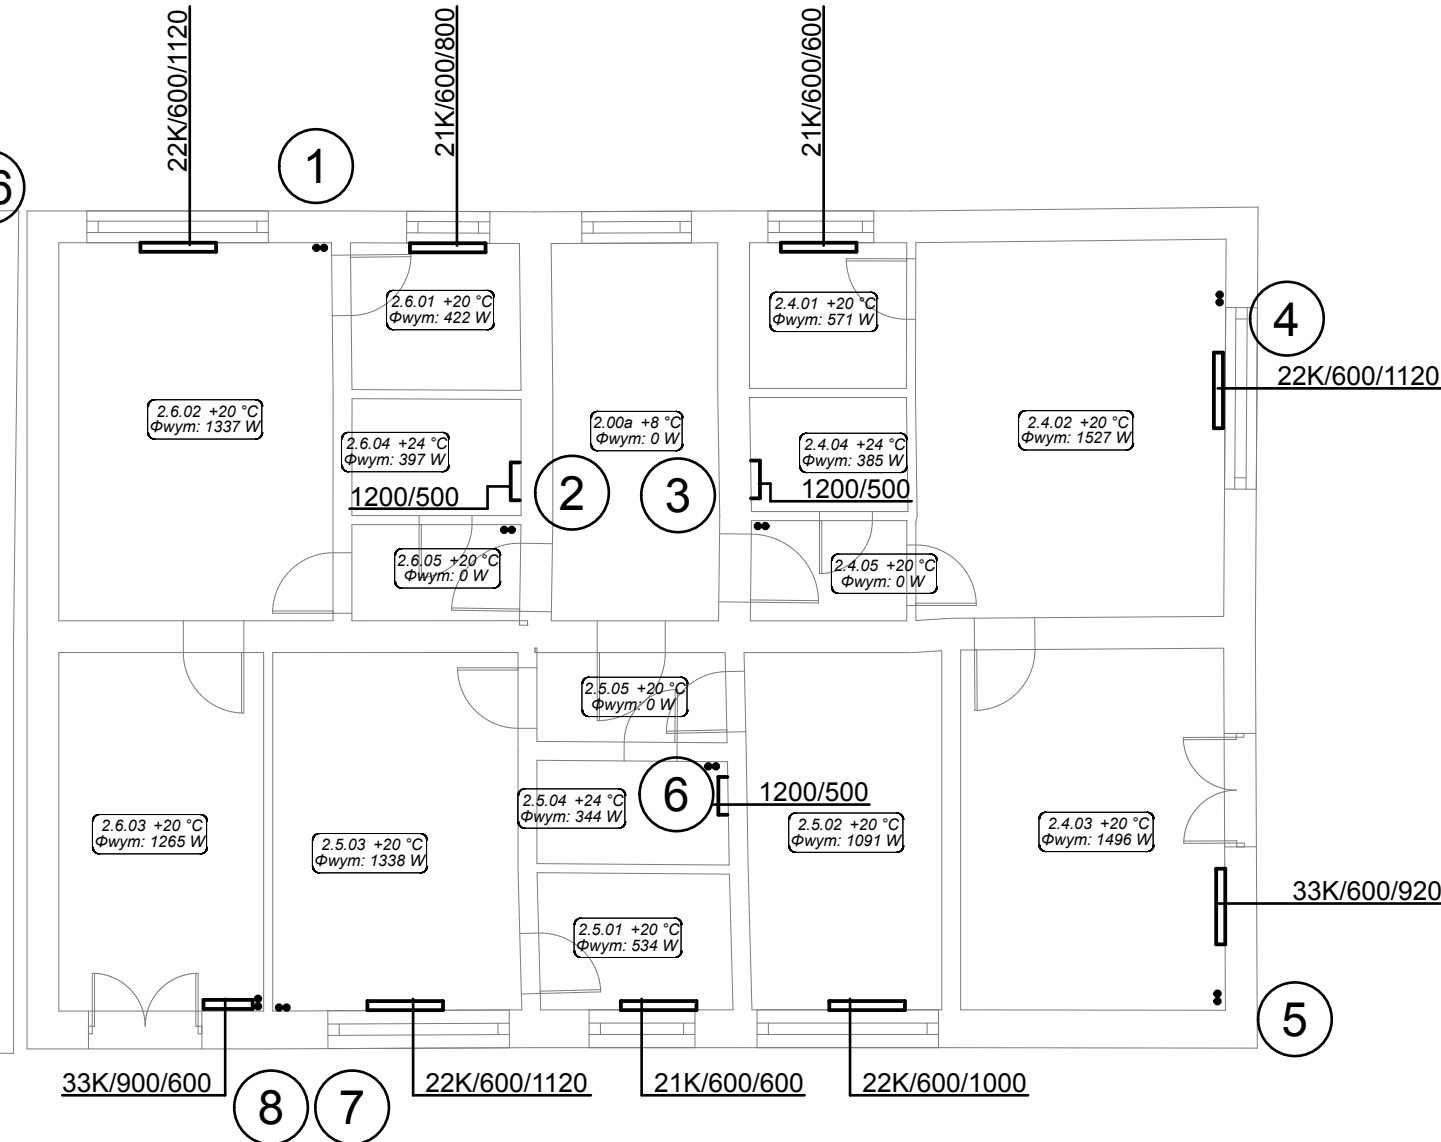 22K/600/1120
21K/600/800
21K/600/600
6
1
2.6.01 +20 °C
Φwym: 422 W
2.4.01 +20 °C
Φwym: 571 W
4
22K/600/1120
2.6.02 +20 °C
Φwym: 1337 W
2.00a +8 °C
Φwym: 0 W
2.4.02 +20 °C
Φwym: 1527 W
2.6.04 +24 °C
Φwym: 397 W
2.4.04 +24 °C
Φwym: 385 W
1200/500
2
3
1200/500
2.6.05 +20 °C
Φwym: 0 W
2.4.05 +20 °C
Φwym: 0 W
2.5.05 +20 °C
Φwym: 0 W
6
1200/500
2.5.04 +24 °C
Φwym: 344 W
2.6.03 +20 °C
Φwym: 1265 W
2.5.03 +20 °C
Φwym: 1338 W
2.5.02 +20 °C
Φwym: 1091 W
2.4.03 +20 °C
Φwym: 1496 W
33K/600/920
2.5.01 +20 °C
Φwym: 534 W
5
33K/900/600
8
7
22K/600/1120
21K/600/600
22K/600/1000